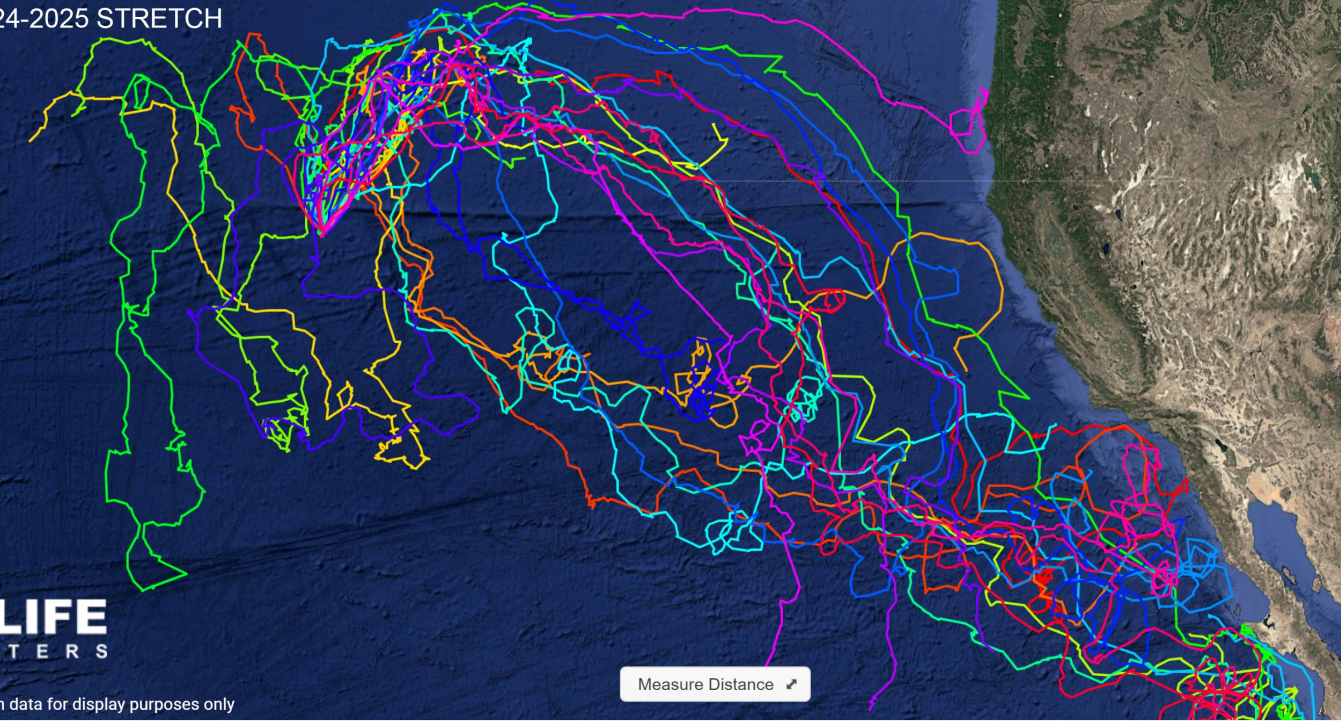 24-2025 STRETCH
LIFE
TERS
Measure Distance
data for display purposes only